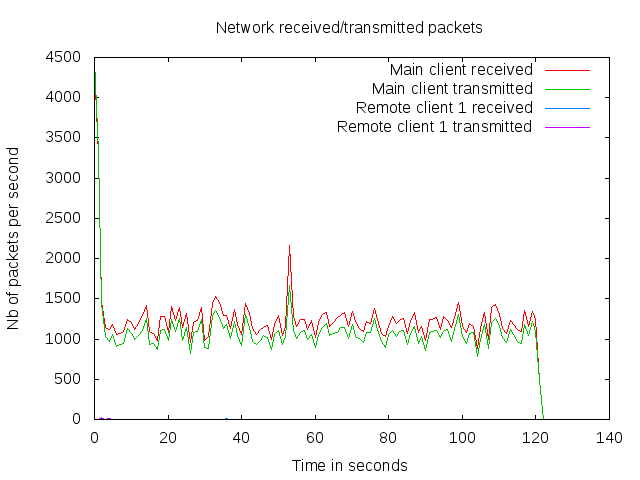 Network received/transmitted packets
Main client received
Main client transmitted
Remote client 1 received
Remote client 1 transmitted
Nb of packets per second
4500
4000
3500
3000
2500
2000
1500
1000
500
0
0 20 40 60 80 100 120 140
Time in seconds